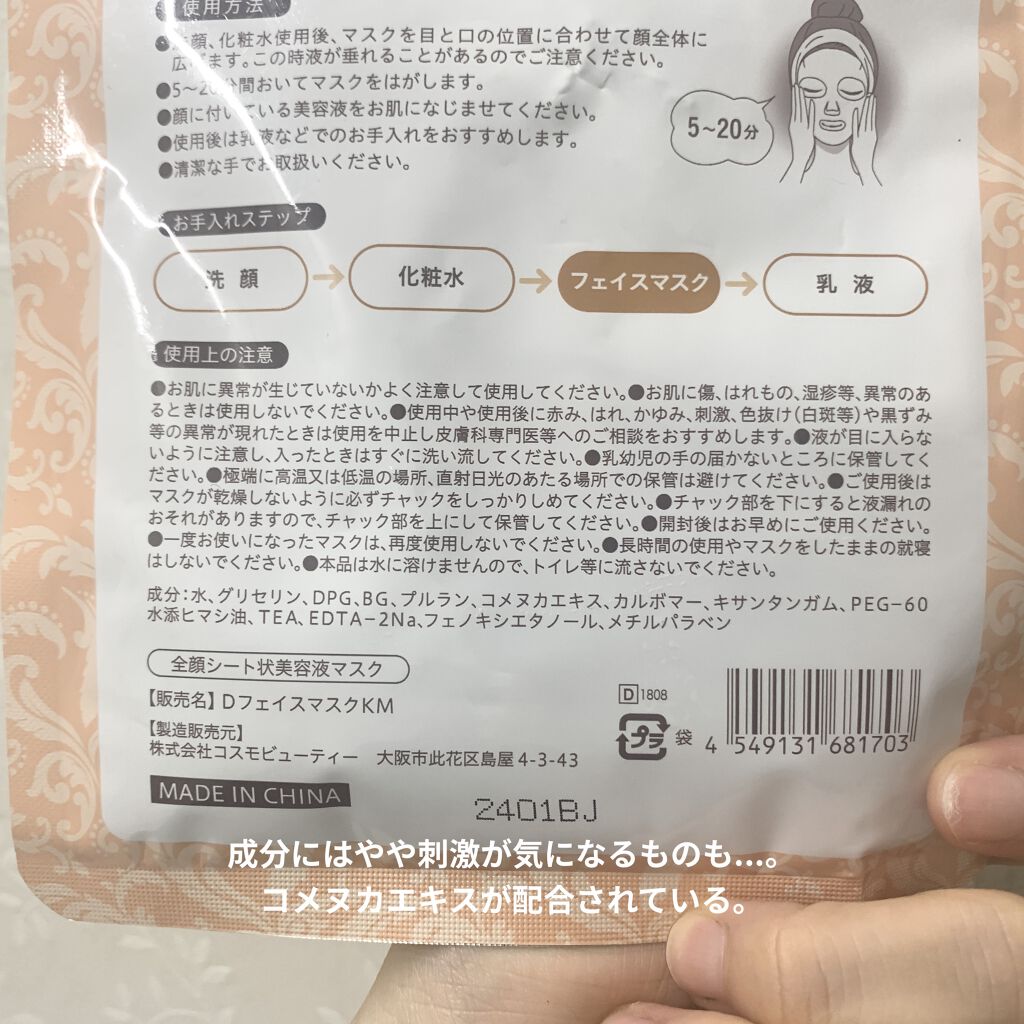 使用方法
洗顔、化粧水使用後、マスクを目と口の位置に合わせて顔全体に
広げます。この時液が垂れることがあるのでご注意ください。
●5〜20分間おいてマスクをはがします。
●顔に付いている美容液をお肌になじませてください。
●使用後は乳液などでのお手入れをおすすめします。
●清潔な手でお取扱いください。
5〜20分
お手入れステップ
洗顔→化粧水→フェイスマスク→乳液
使用上の注意
●お肌に異常が生じていないかよく注意して使用してください。●お肌に傷、はれもの、湿疹等、異常のあ
るときは使用しないでください。●使用中や使用後に赤み、はれ、かゆみ、刺激、色抜け(白斑等)や黒ずみ
等の異常が現れたときは使用を中止し皮膚科専門医等へのご相談をおすすめします。●液が目に入らな
いように注意し、入ったときはすぐに洗い流してください。●乳幼児の手の届かないところに保管してく
ださい。●極端に高温又は低温の場所、直射日光のあたる場所での保管は避けてください。●ご使用後は
マスクが乾燥しないように必ずチャックをしっかりしめてください。●チャック部を下にすると液漏れの
おそれがありますので、チャック部を上にして保管してください。●開封後はお早めにご使用ください。
●一度お使いになったマスクは、再度使用しないでください。●長時間の使用やマスクをしたままの就寝
はしないでください。●本品は水に溶けませんので、トイレ等に流さないでください。
成分:水、グリセリン、DPG、BG、プルラン、コメヌカエキス、カルボマー、キサンタンガム、PEG-60
水添ヒマシ油、TEA、EDTA-2Na、フェノキシエタノール、メチルパラベン
全顔シート状美容液マスク
【販売名】DフェイスマスクKM
【製造販売元】
株式会社コスモビューティー 大阪市此花区島屋4-3-43
MADE IN CHINA
D 1808
プラ 袋
4 549131 681703
2401BJ
成分にはやや刺激が気になるものも…。
コメヌカエキスが配合されている。